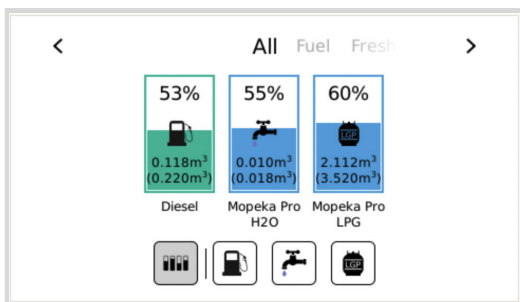 All Fuel Fresh
53% 55% 60%
LGP
0.118m³ 0.010m³ 2.112m³
(0.220m³) (0.018m³) (3.520m³)
Diesel Mopeka Pro Mopeka Pro
H2O LPG
LGP